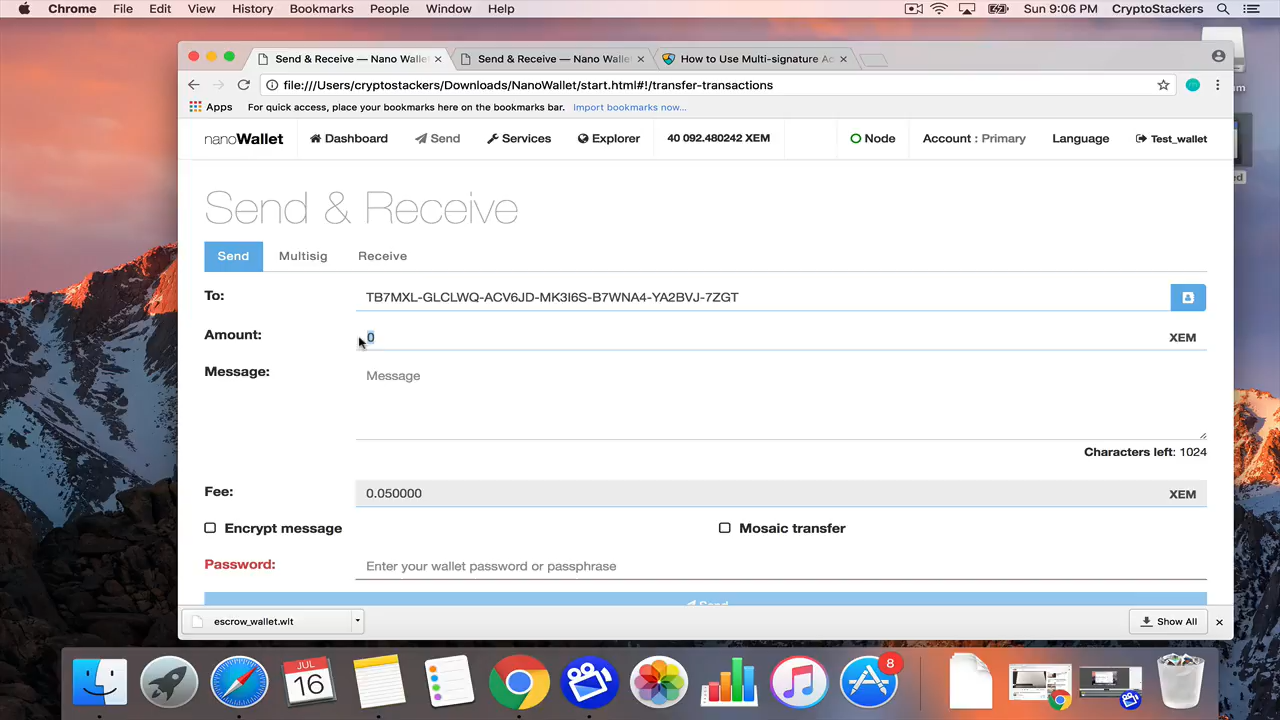 Chrome File Edit View History Bookmarks People Window Help Sun 9:06 PM CryptoStackers
Send & Receive — Nano Walle × Send & Receive — Nano Wallet × How to Use Multi-signature Ac ×
file:///Users/cryptostackers/Downloads/NanoWallet/start.html#!/transfer-transactions
Apps For quick access, place your bookmarks here on the bookmarks bar. Import bookmarks now...
nanoWallet Dashboard Send Services Explorer 40 092.480242 XEM Node Account : Primary Language Test_wallet
Send & Receive
Send Multisig Receive
To: TB7MXL-GLCLWQ-ACV6JD-MK3I6S-B7WNA4-YA2BVJ-7ZGT
Amount: 0 XEM
Message: Message
Characters left: 1024
Fee: 0.050000 XEM
Encrypt message Mosaic transfer
Password: Enter your wallet password or passphrase
Send
escrow_wallet.wlt Show All ×
JUL
16
8